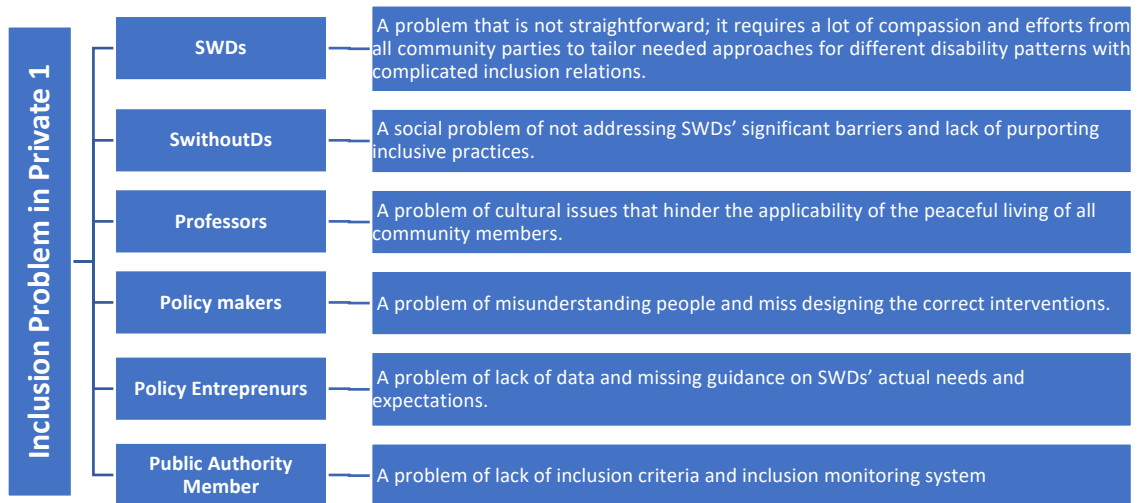 Inclusion Problem in Private 1
SWDs
A problem that is not straightforward; it requires a lot of compassion and efforts from
all community parties to tailor needed approaches for different disability patterns with
complicated inclusion relations.
SwithoutDs
A social problem of not addressing SWDs’ significant barriers and lack of purporting
inclusive practices.
Professors
A problem of cultural issues that hinder the applicability of the peaceful living of all
community members.
Policy makers
A problem of misunderstanding people and miss designing the correct interventions.
Policy Entreprenurs
A problem of lack of data and missing guidance on SWDs’ actual needs and
expectations.
Public Authority
Member
A problem of lack of inclusion criteria and inclusion monitoring system